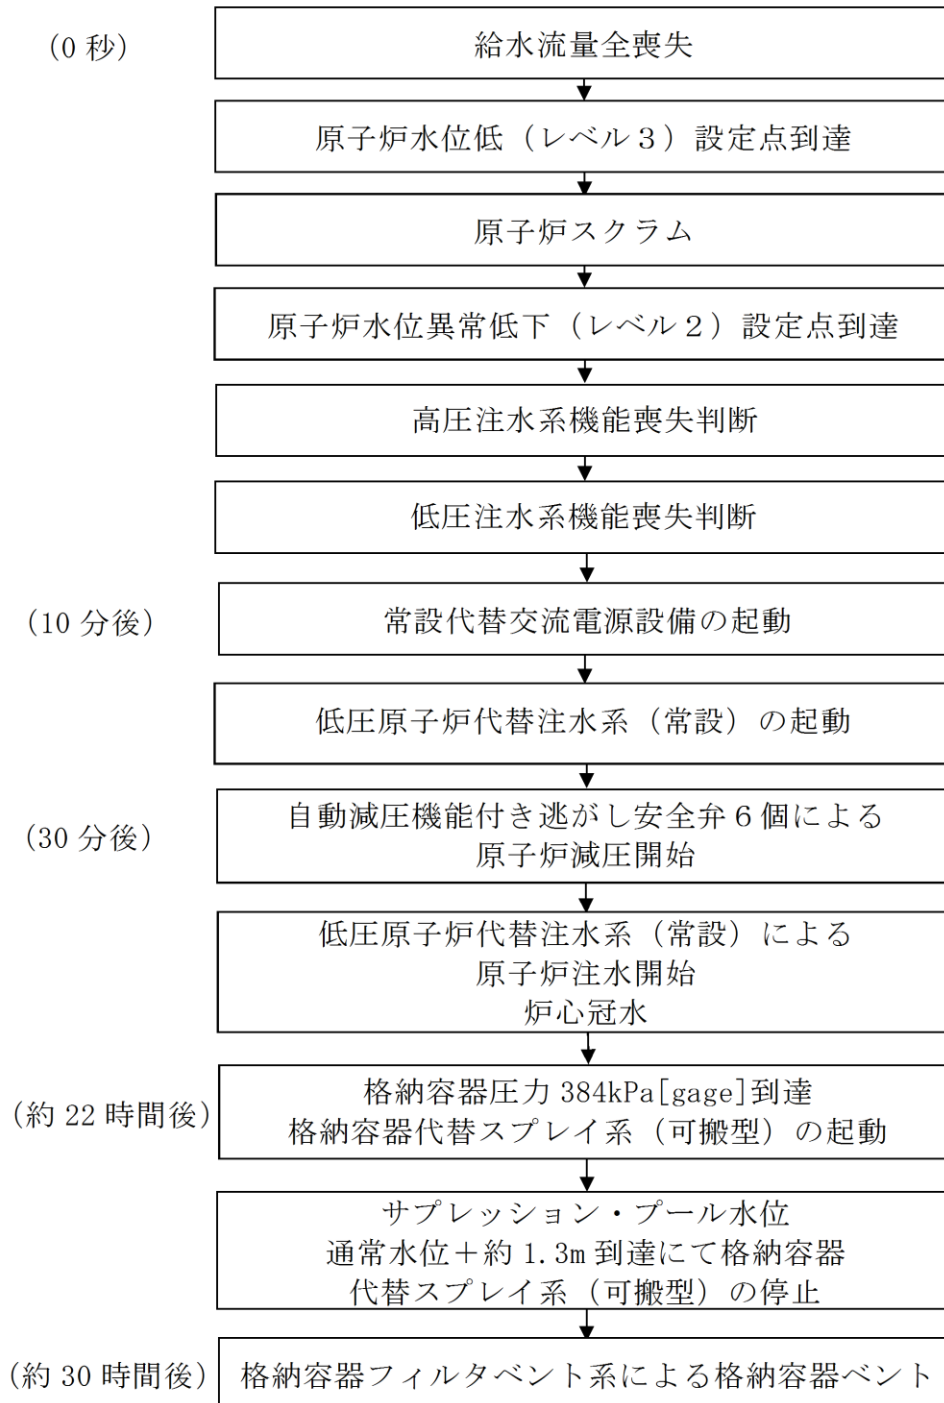 (0 秒)
給水流量全喪失
原子炉水位低（レベル３）設定点到達
原子炉スクラム
原子炉水位異常低下（レベル２）設定点到達
高圧注水系機能喪失判断
低圧注水系機能喪失判断
(10 分後)
常設代替交流電源設備の起動
低圧原子炉代替注水系（常設）の起動
(30 分後)
自動減圧機能付き逃がし安全弁６個による
原子炉減圧開始
低圧原子炉代替注水系（常設）による
原子炉注水開始
炉心冠水
(約 22 時間後)
格納容器圧力 384kPa[gage]到達
格納容器代替スプレイ系（可搬型）の起動
サプレッション・プール水位
通常水位＋約 1.3m 到達にて格納容器
代替スプレイ系（可搬型）の停止
(約 30 時間後)
格納容器フィルタベント系による格納容器ベント